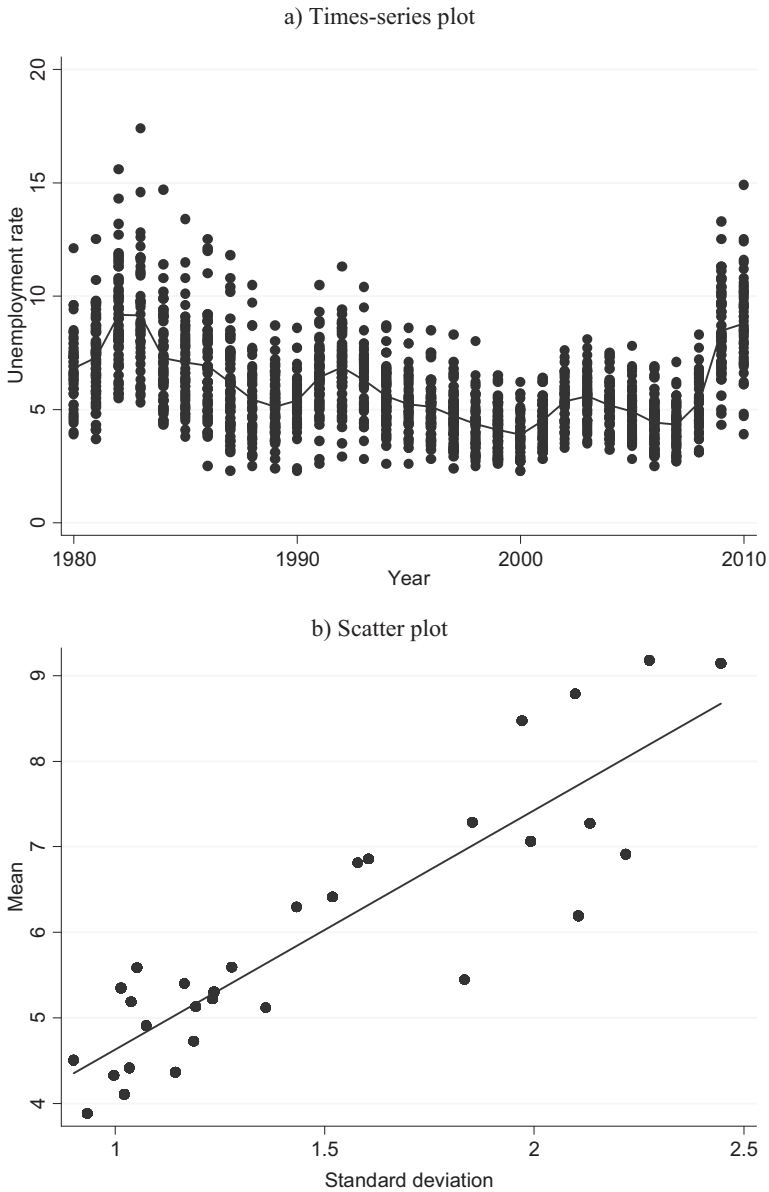 a) Times-series plot
20
15
10
5
0
Unemployment rate
1980 1990 2000 2010
Year
b) Scatter plot
9
8
7
6
5
4
Mean
1 1.5 2 2.5
Standard deviation